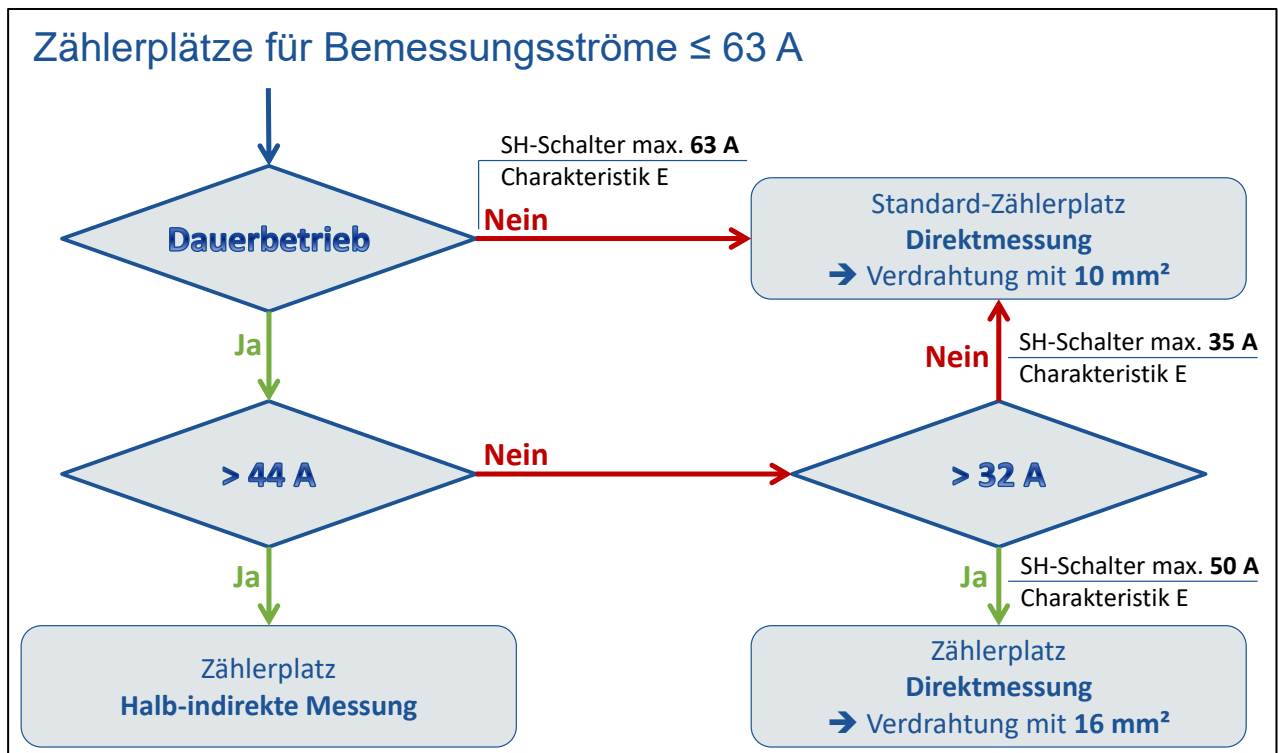 Zählerplätze für Bemessungsströme ≤ 63 A
SH-Schalter max. 63 A
Charakteristik E
Dauerbetrieb
Nein
Standard-Zählerplatz
Direktmessung
➔ Verdrahtung mit 10 mm²
Ja
Nein
SH-Schalter max. 35 A
Charakteristik E
> 44 A
Nein
> 32 A
Ja
Ja
SH-Schalter max. 50 A
Charakteristik E
Zählerplatz
Halb-indirekte Messung
Zählerplatz
Direktmessung
➔ Verdrahtung mit 16 mm²